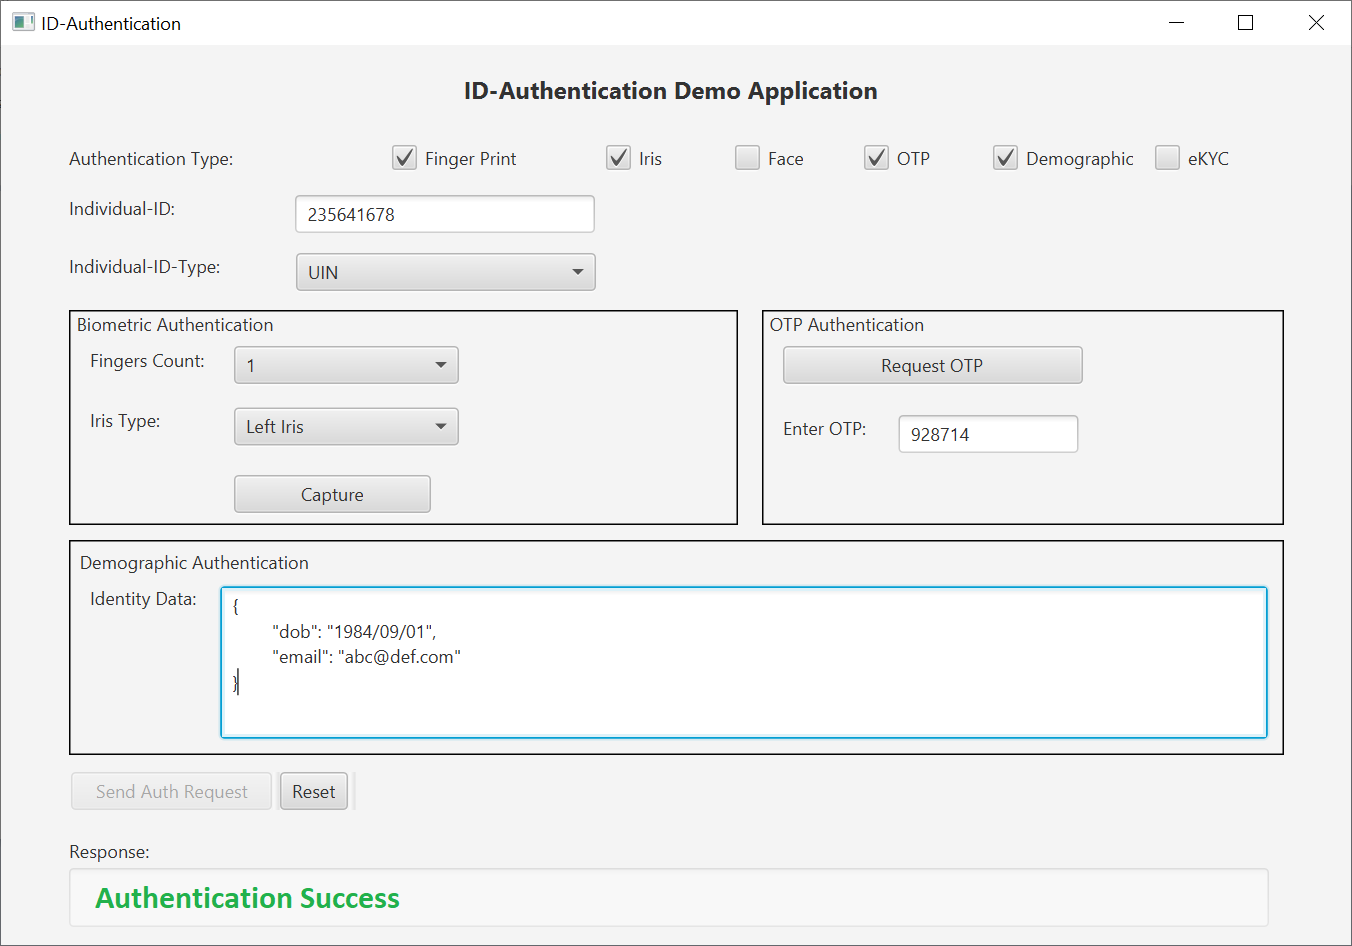 ID-Authentication
ID-Authentication Demo Application
Authentication Type: Finger Print Iris Face OTP Demographic eKYC
Individual-ID: 235641678
Individual-ID-Type: UIN
Biometric Authentication
Fingers Count: 1
Iris Type: Left Iris
Capture
OTP Authentication
Request OTP
Enter OTP: 928714
Demographic Authentication
Identity Data: {
"dob": "1984/09/01",
"email": "abc@def.com"
}
Send Auth Request Reset
Response:
Authentication Success